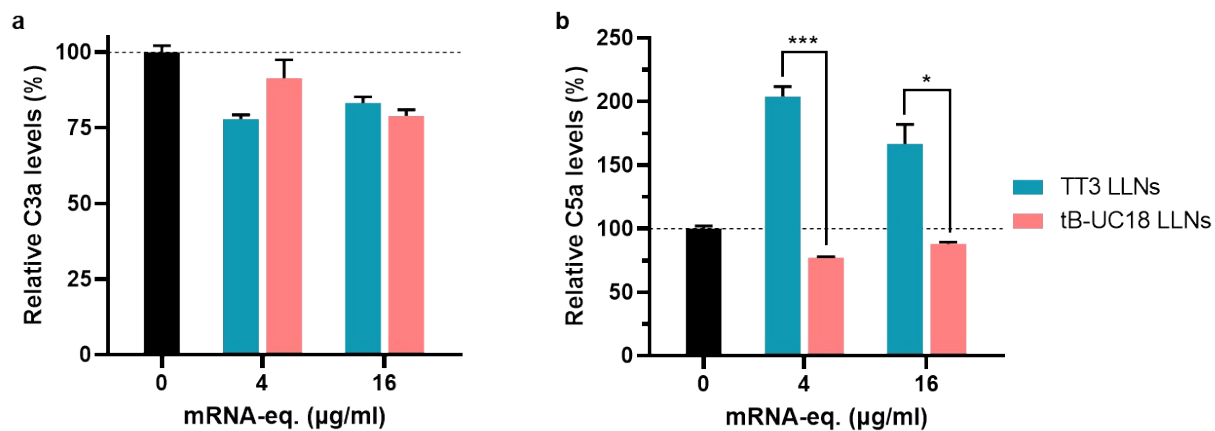 a
Relative C3a levels (%)
100
75
50
25
0
0 4 16
mRNA-eq. (µg/ml)
b
Relative C5a levels (%)
250
200
150
100
50
0
***
*
0 4 16
mRNA-eq. (µg/ml)
TT3 LLNs
tB-UC18 LLNs